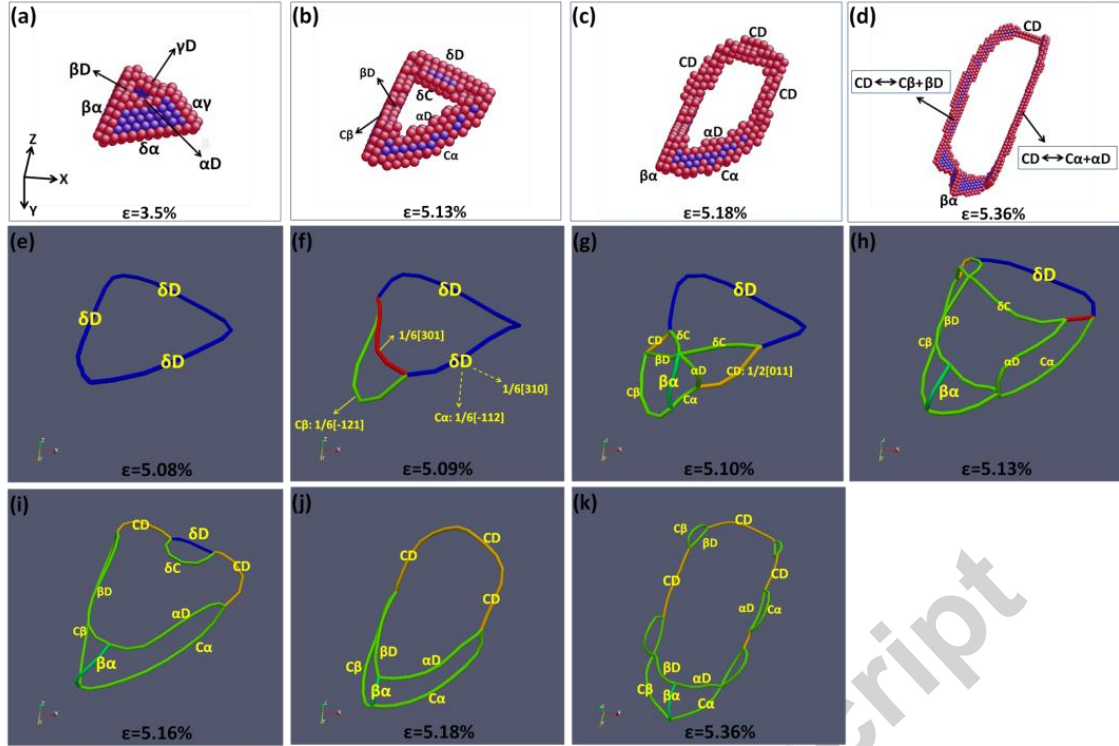 (a)
γD
βD
βα
αγ
δα
αD
Z
X
Y
ε=3.5%
(b)
δD
βD
δC
αD
Cβ
Cα
ε=5.13%
(c)
CD
CD
CD
αD
βα
Cα
ε=5.18%
(d)
CD
CD↔Cβ+βD
CD↔Cα+αD
βα
ε=5.36%
(e)
δD
δD
δD
ε=5.08%
(f)
δD
1/6[301]
δD
1/6[310]
Cβ: 1/6[-121]
Cα: 1/6[-112]
ε=5.09%
(g)
δD
CD
δC
δC
βD
αD
βα
CD: 1/2[011]
Cα
Cβ
ε=5.10%
(h)
δD
δC
βD
Cβ
αD
Cα
βα
ε=5.13%
(i)
CD
δD
δC
CD
βD
αD
Cβ
Cα
βα
ε=5.16%
(j)
CD
CD
CD
βD
Cβ
αD
βα
Cα
ε=5.18%
(k)
Cβ
CD
βD
CD
CD
αD
Cα
βD
αD
Cβ
βα
Cα
ε=5.36%
script